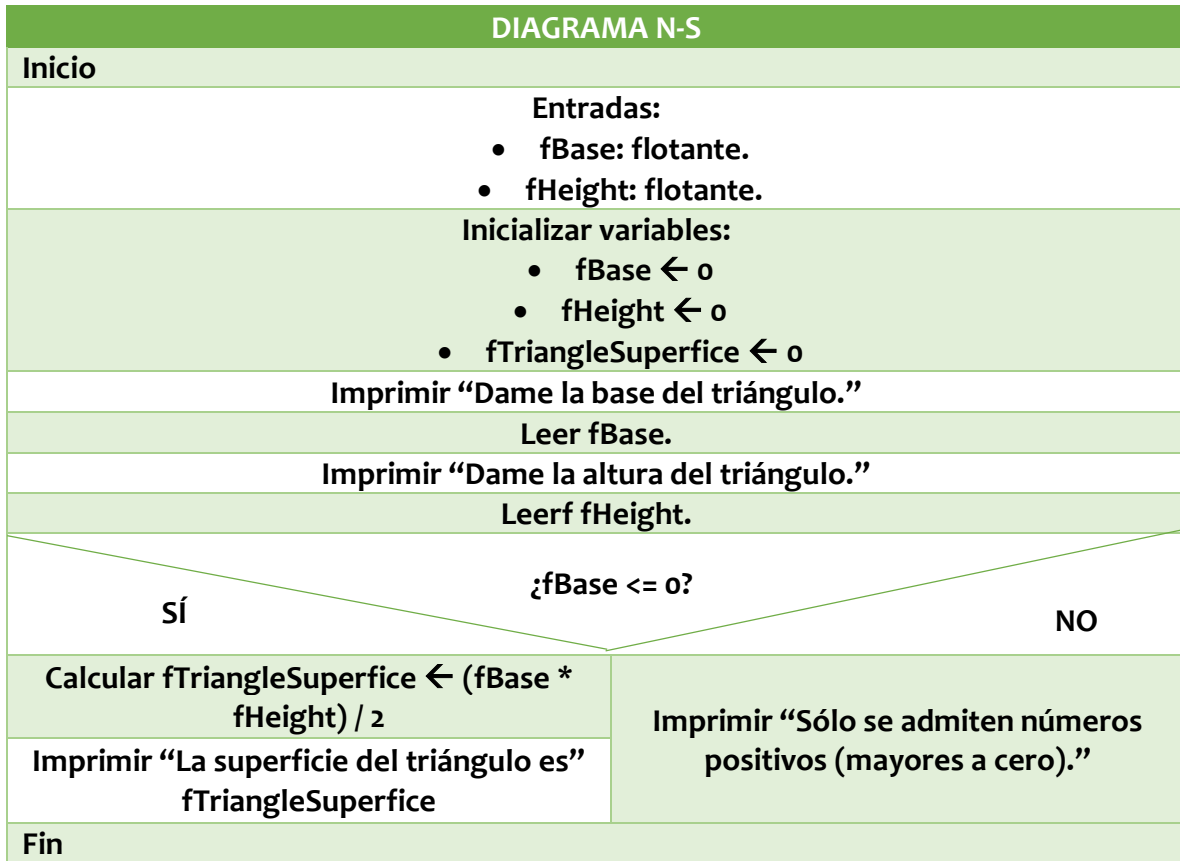 DIAGRAMA N-S
Inicio
Entradas:
• fBase: flotante.
• fHeight: flotante.
Inicializar variables:
• fBase ← 0
• fHeight ← 0
• fTriangleSuperfice ← 0
Imprimir “Dame la base del triángulo.”
Leer fBase.
Imprimir “Dame la altura del triángulo.”
Leerf fHeight.
¿fBase <= 0?
SÍ
NO
Calcular fTriangleSuperfice ← (fBase *
fHeight) / 2
Imprimir “La superficie del triángulo es”
fTriangleSuperfice
Imprimir “Sólo se admiten números
positivos (mayores a cero).”
Fin